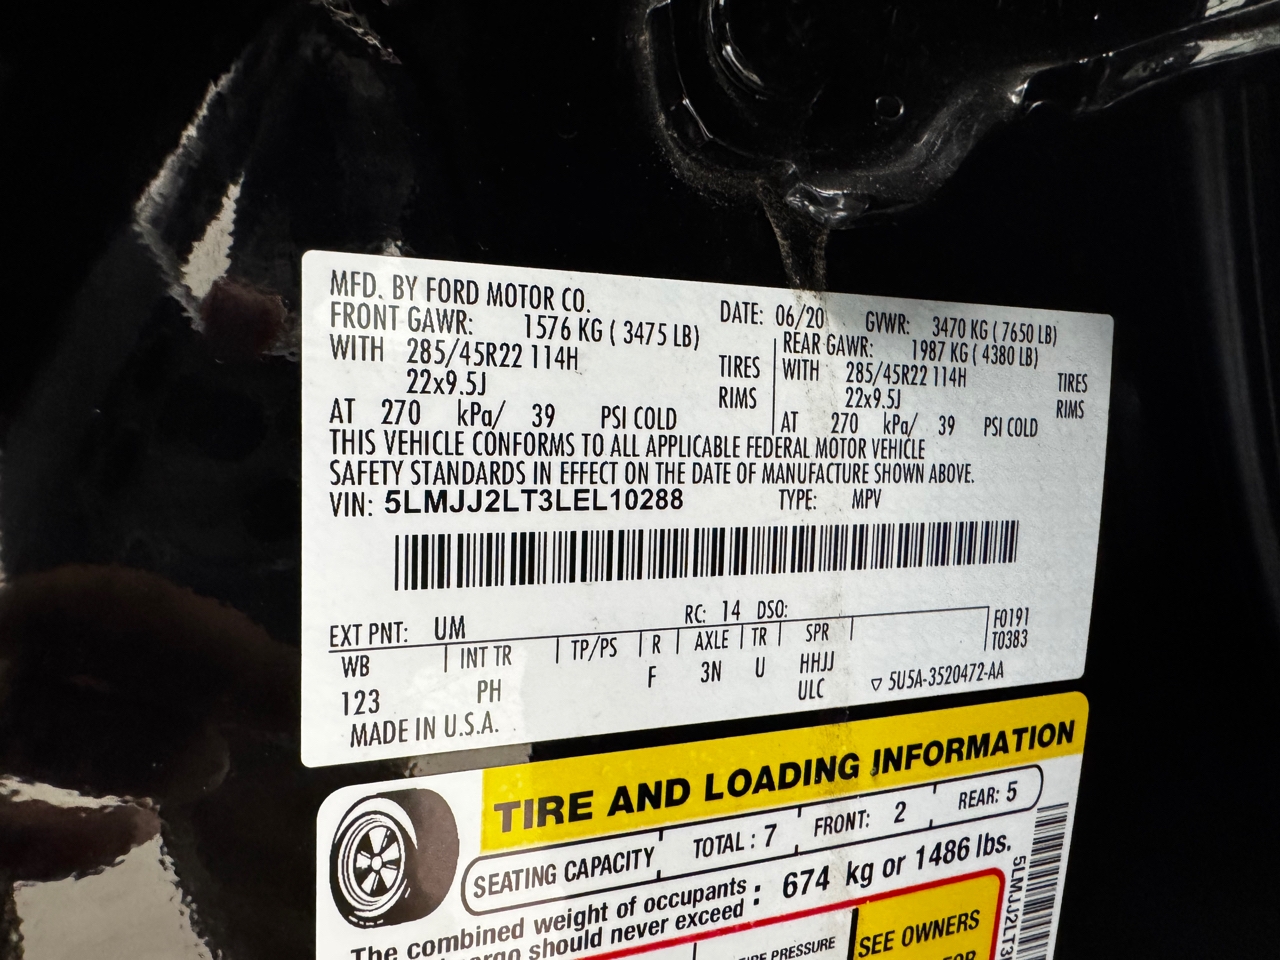 MFD. BY FORD MOTOR CO.
DATE: 06/20 GVWR: 3470 KG ( 7650 LB)
FRONT GAWR: 1576 KG ( 3475 LB)
WITH 285/45R22 114H TIRES
22x9.5J RIMS
AT 270 kPa/ 39 PSI COLD
REAR GAWR: 1987 KG ( 4380 LB)
WITH 285/45R22 114H TIRES
22x9.5J RIMS
AT 270 kPa/ 39 PSI COLD
THIS VEHICLE CONFORMS TO ALL APPLICABLE FEDERAL MOTOR VEHICLE
SAFETY STANDARDS IN EFFECT ON THE DATE OF MANUFACTURE SHOWN ABOVE.
VIN: 5LMJJ2LT3LEL10288 TYPE: MPV
EXT PNT: UM RC: 14 DSO:
F0191
T0383
WB INT TR TP/PS R AXLE TR SPR
123 PH F 3N U HHJJ
ULC
▽ 5U5A-3520472-AA
MADE IN U.S.A.
TIRE AND LOADING INFORMATION
SEATING CAPACITY TOTAL : 7 FRONT: 2 REAR: 5
The combined weight of occupants
cargo should never exceed : 674 kg or 1486 lbs.
PRESSURE
SEE OWNERS
5LMJJ2LT3